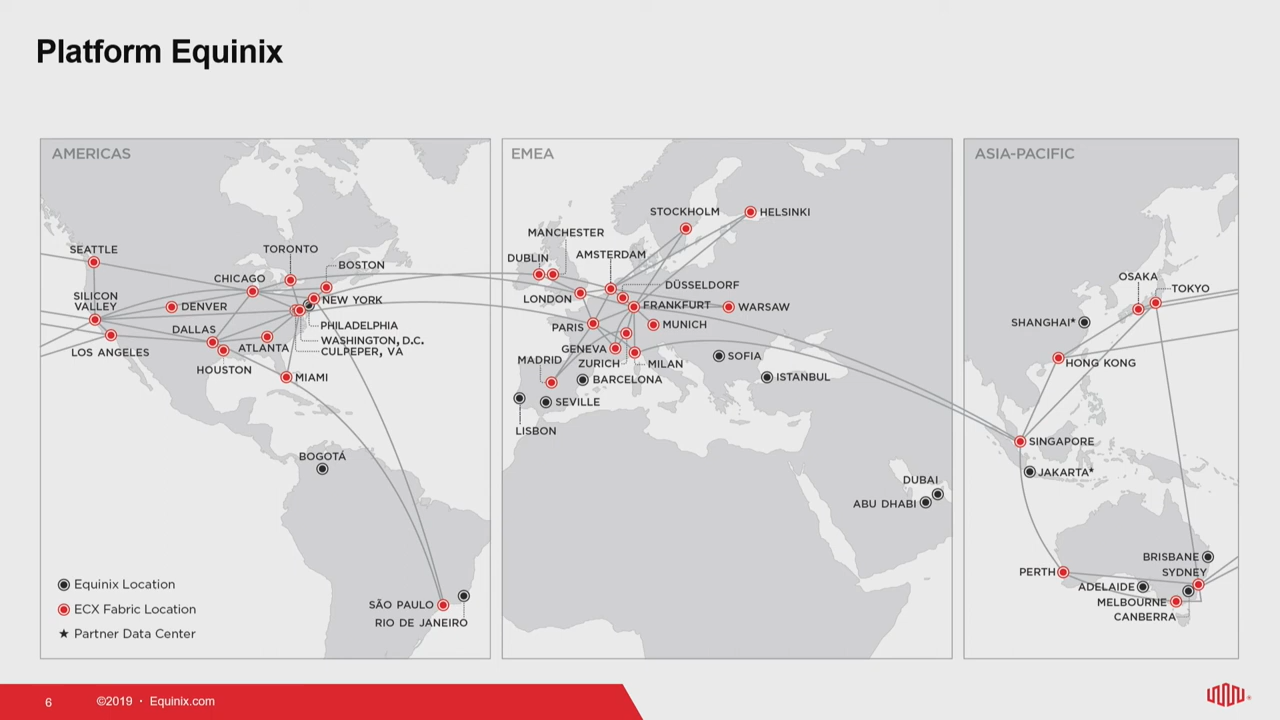 Platform Equinix
AMERICAS
SEATTLE
TORONTO
BOSTON
CHICAGO
SILICON
VALLEY
DENVER
NEW YORK
PHILADELPHIA
DALLAS
WASHINGTON, D.C.
LOS ANGELES
ATLANTA
CULPEPER, VA
HOUSTON
MIAMI
BOGOTÁ
SÃO PAULO
RIO DE JANEIRO
Equinix Location
ECX Fabric Location
★ Partner Data Center
EMEA
STOCKHOLM
HELSINKI
MANCHESTER
DUBLIN
AMSTERDAM
DÜSSELDORF
LONDON
FRANKFURT
WARSAW
PARIS
MUNICH
GENEVA
ZURICH
MILAN
MADRID
SOFIA
BARCELONA
ISTANBUL
SEVILLE
LISBON
DUBAI
ABU DHABI
ASIA-PACIFIC
OSAKA
TOKYO
SHANGHAI*
HONG KONG
SINGAPORE
JAKARTA*
BRISBANE
PERTH
SYDNEY
ADELAIDE
MELBOURNE
CANBERRA
6
©2019 · Equinix.com